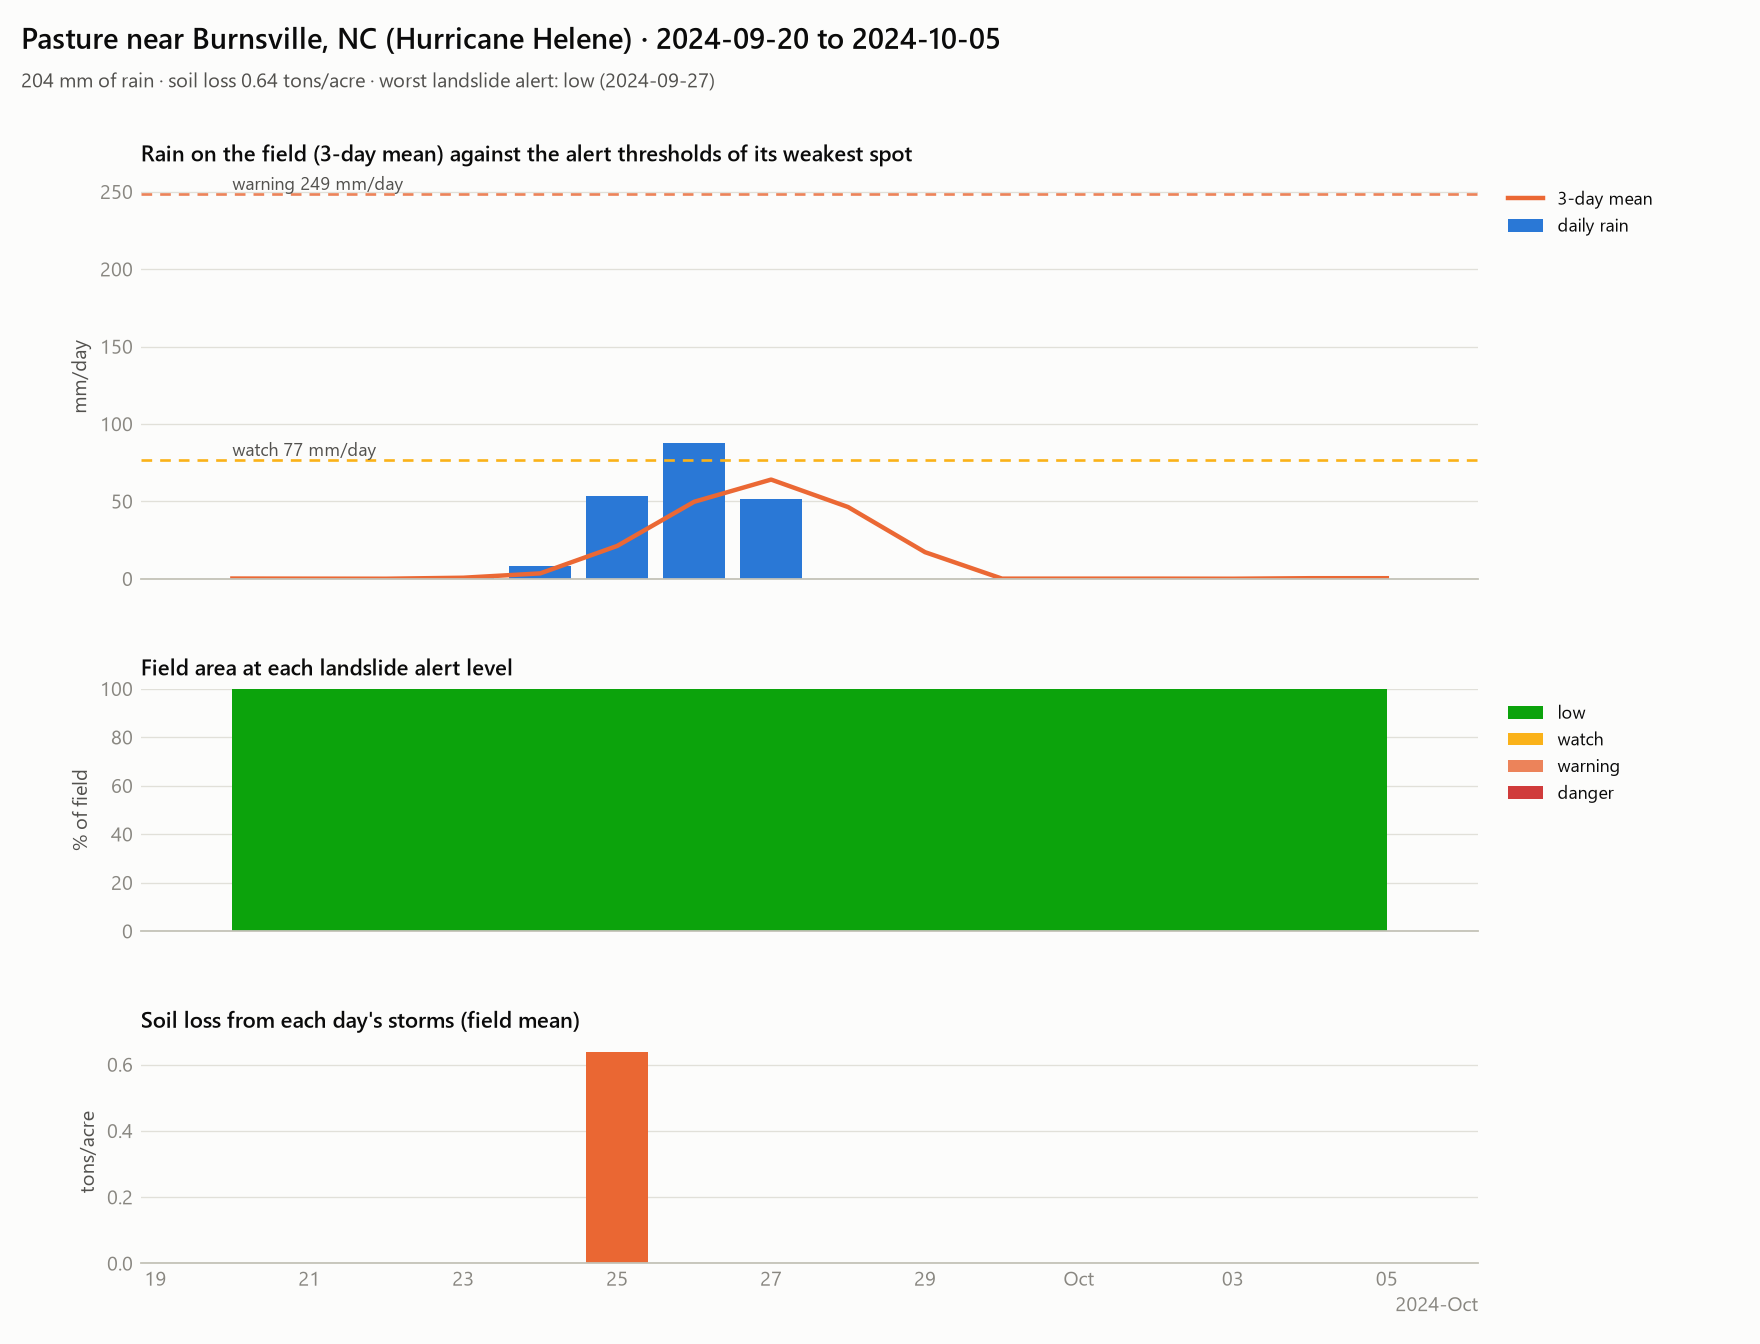 Pasture near Burnsville, NC (Hurricane Helene) · 2024-09-20 to 2024-10-05
204 mm of rain · soil loss 0.64 tons/acre · worst landslide alert: low (2024-09-27)
Rain on the field (3-day mean) against the alert thresholds of its weakest spot
warning 249 mm/day
250
200
150
100
50
0
mm/day
watch 77 mm/day
3-day mean
daily rain
Field area at each landslide alert level
100
80
60
40
20
0
% of field
low
watch
warning
danger
Soil loss from each day's storms (field mean)
0.6
0.4
0.2
0.0
tons/acre
19 21 23 25 27 29 Oct 03 05
2024-Oct